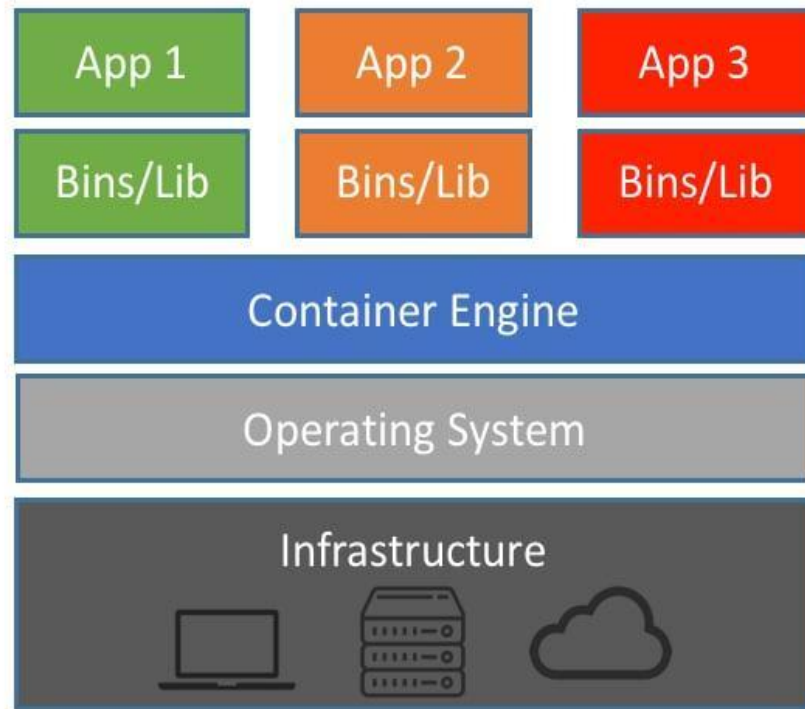 App 1
App 2
App 3
Bins/Lib
Bins/Lib
Bins/Lib
Container Engine
Operating System
Infrastructure